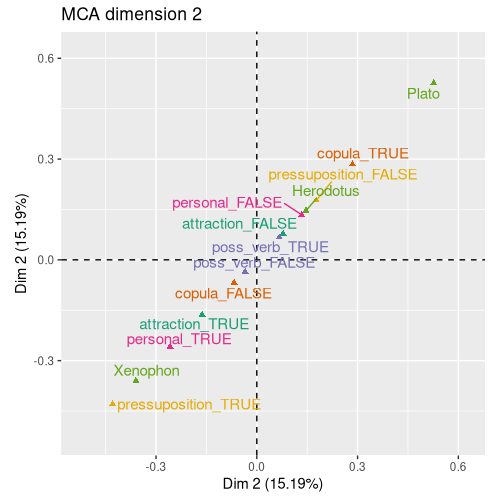 MCA dimension 2
0.6
Plato
copula_TRUE
0.3
pressuposition_FALSE
Herodotus
personal_FALSE
attraction_FALSE
poss_verb_TRUE
0.0
poss_verb_FALSE
copula_FALSE
attraction_TRUE
personal_TRUE
-0.3
Xenophon
pressuposition_TRUE
Dim 2 (15.19%)
-0.3 0.0 0.3 0.6
Dim 2 (15.19%)